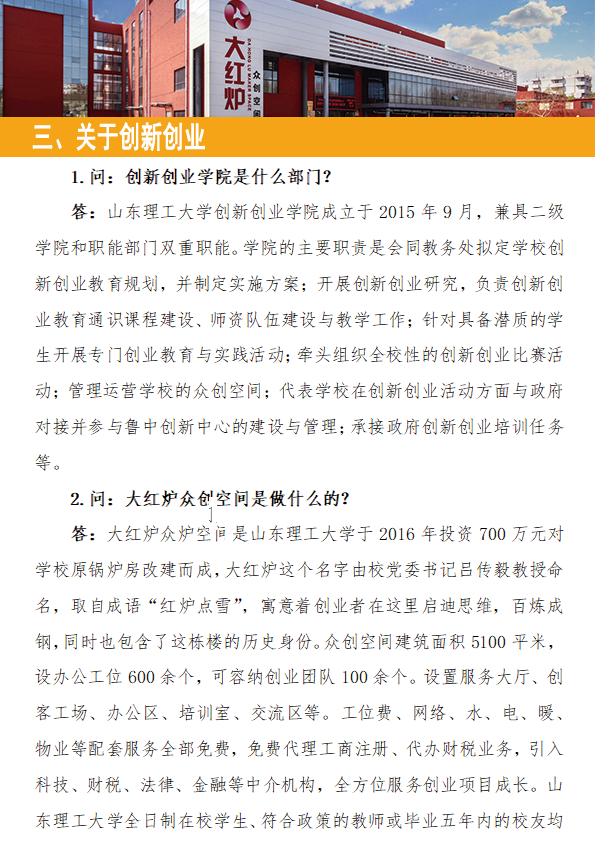 大红炉
DA HONG LU MAKER SPACE
众创空间
三、关于创新创业
1.问：创新创业学院是什么部门？
答：山东理工大学创新创业学院成立于 2015 年 9 月，兼具二级
学院和职能部门双重职能。学院的主要职责是会同教务处拟定学校创
新创业教育规划，并制定实施方案；开展创新创业研究，负责创新创
业教育通识课程建设、师资队伍建设与教学工作；针对具备潜质的学
生开展专门创业教育与实践活动；牵头组织全校性的创新创业比赛活
动；管理运营学校的众创空间；代表学校在创新创业活动方面与政府
对接并参与鲁中创新中心的建设与管理；承接政府创新创业培训任务
等。
2.问：大红炉众创空间是做什么的？
答：大红炉众炉空间是山东理工大学于 2016 年投资 700 万元对
学校原锅炉房改建而成，大红炉这个名字由校党委书记吕传毅教授命
名，取自成语“红炉点雪”，寓意着创业者在这里启迪思维，百炼成
钢，同时也包含了这栋楼的历史身份。众创空间建筑面积 5100 平米，
设办公工位 600 余个，可容纳创业团队 100 余个。设置服务大厅、创
客工场、办公区、培训室、交流区等。工位费、网络、水、电、暖、
物业等配套服务全部免费，免费代理工商注册、代办财税业务，引入
科技、财税、法律、金融等中介机构，全方位服务创业项目成长。山
东理工大学全日制在校学生、符合政策的教师或毕业五年内的校友均